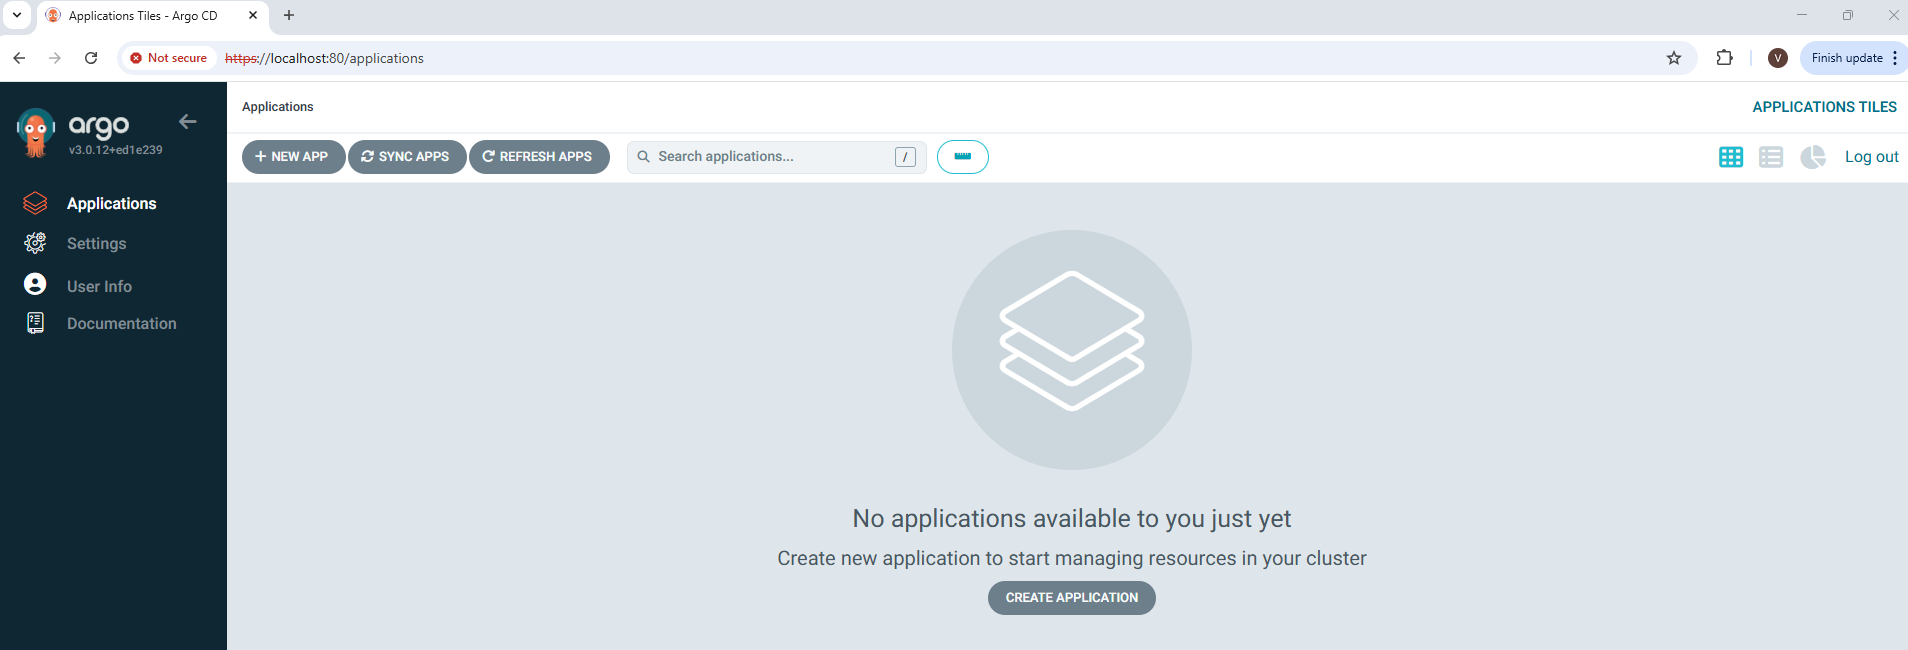 Applications Tiles - Argo CD
Not secure
https://localhost:80/applications
V
Finish update
argo
v3.0.12+ed1e239
Applications
Settings
User Info
Documentation
Applications
APPLICATIONS TILES
NEW APP
SYNC APPS
REFRESH APPS
Search applications...
/
Log out
No applications available to you just yet
Create new application to start managing resources in your cluster
CREATE APPLICATION